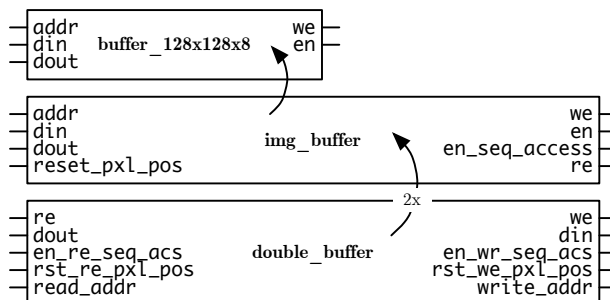 addr we
din buffer_128x128x8 en
dout
addr we
din en
img_buffer
dout en_seq_access
reset_pxl_pos re
2x
re we
dout din
en_re_seq_acs double_buffer en_wr_seq_acs
rst_re_pxl_pos rst_we_pxl_pos
read_addr write_addr